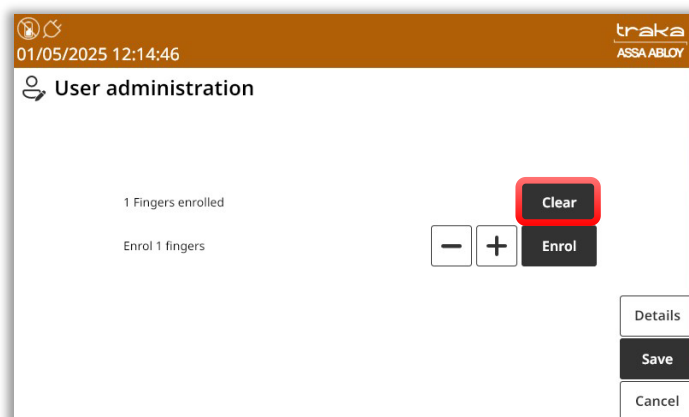 traka
01/05/2025 12:14:46
ASSA ABLOY
User administration
1 Fingers enrolled
Clear
Enrol 1 fingers
Enrol
Details
Save
Cancel